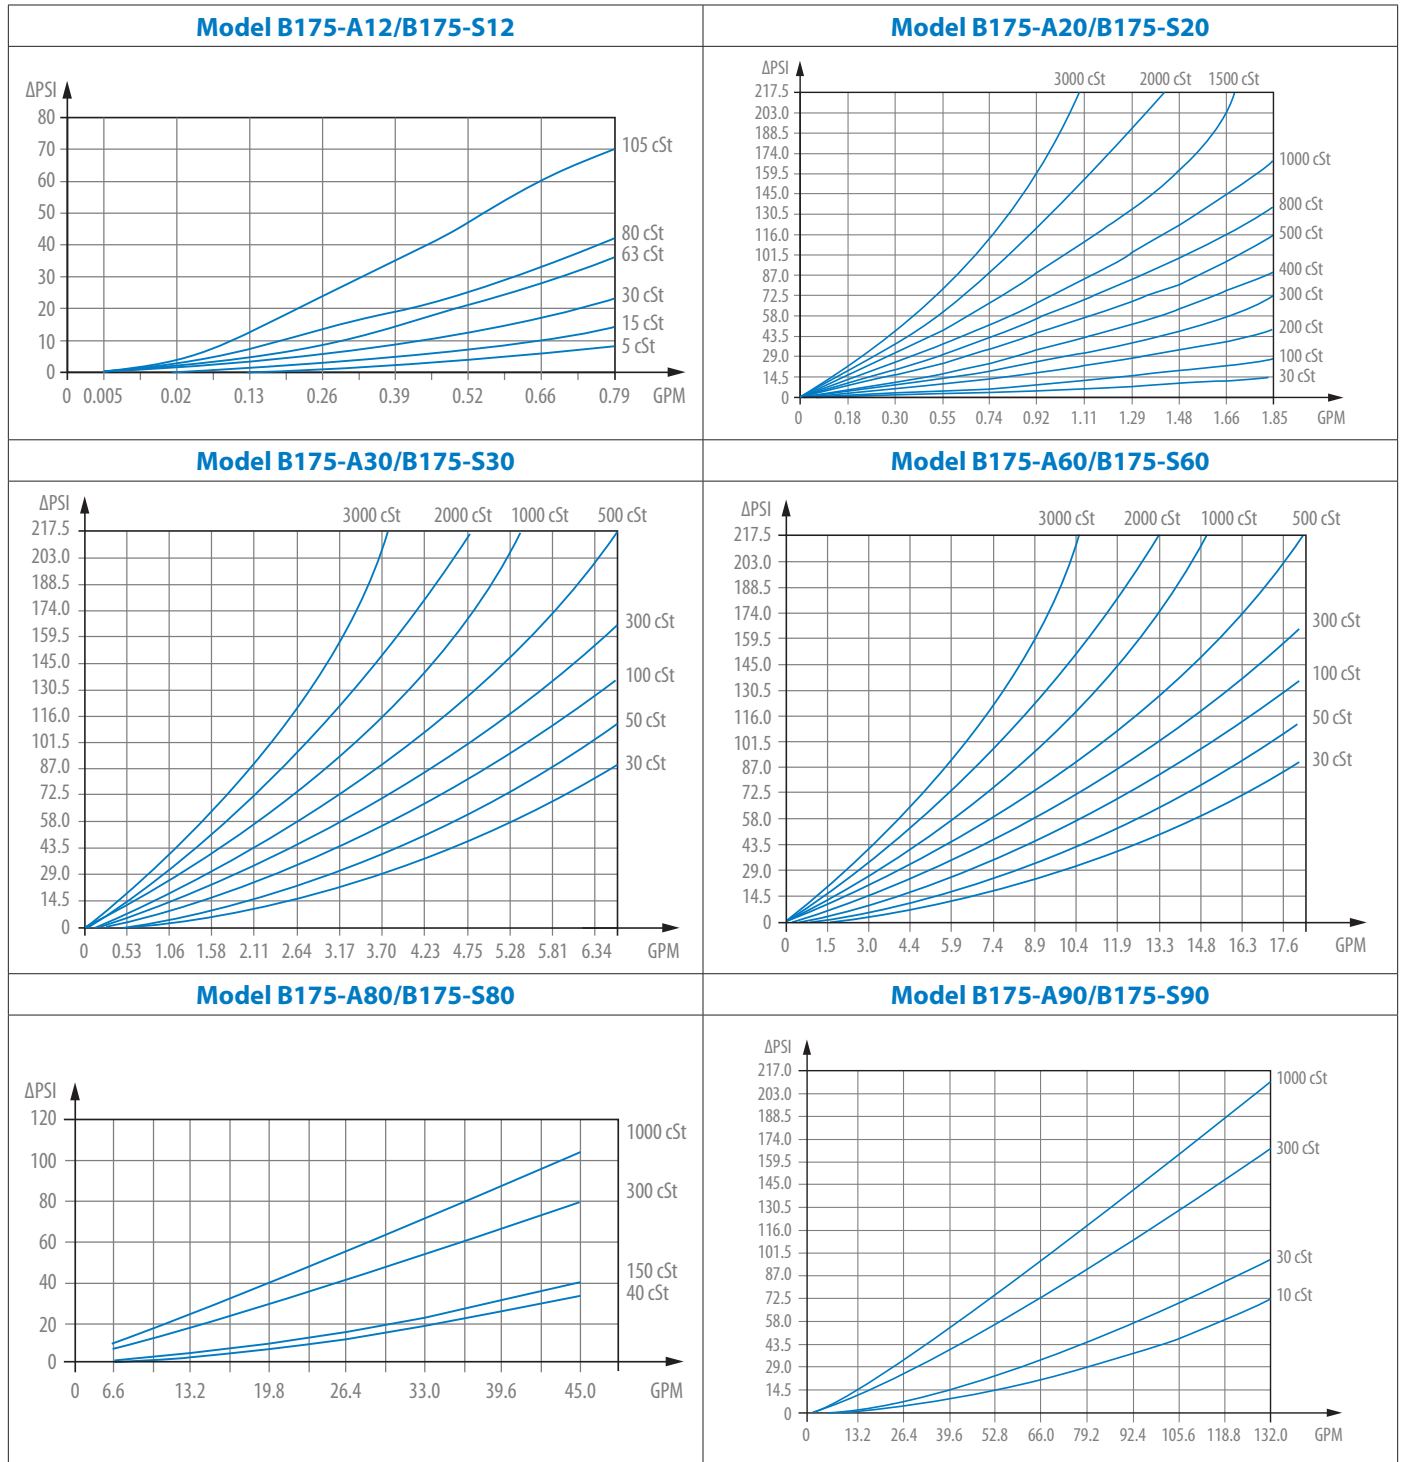 Model B175-A12/B175-S12
ΔPSI
80
70
60
50
40
30
20
10
0
105 cSt
80 cSt
63 cSt
30 cSt
15 cSt
5 cSt
0 0.005 0.02 0.13 0.26 0.39 0.52 0.66 0.79 GPM
Model B175-A20/B175-S20
ΔPSI
3000 cSt 2000 cSt 1500 cSt
217.5
203.0
188.5
174.0
159.5
145.0
130.5
116.0
101.5
87.0
72.5
58.0
43.5
29.0
14.5
0
1000 cSt
800 cSt
500 cSt
400 cSt
300 cSt
200 cSt
100 cSt
30 cSt
0 0.18 0.30 0.55 0.74 0.92 1.11 1.29 1.48 1.66 1.85 GPM
Model B175-A30/B175-S30
ΔPSI
3000 cSt 2000 cSt 1000 cSt 500 cSt
217.5
203.0
188.5
174.0
159.5
145.0
130.5
116.0
101.5
87.0
72.5
58.0
43.5
29.0
14.5
0
300 cSt
100 cSt
50 cSt
30 cSt
0 0.53 1.06 1.58 2.11 2.64 3.17 3.70 4.23 4.75 5.28 5.81 6.34 GPM
Model B175-A60/B175-S60
ΔPSI
3000 cSt 2000 cSt 1000 cSt 500 cSt
217.5
203.0
188.5
174.0
159.5
145.0
130.5
116.0
101.5
87.0
72.5
58.0
43.5
29.0
14.5
0
300 cSt
100 cSt
50 cSt
30 cSt
0 1.5 3.0 4.4 5.9 7.4 8.9 10.4 11.9 13.3 14.8 16.3 17.6 GPM
Model B175-A80/B175-S80
ΔPSI
120
100
80
60
40
20
0
1000 cSt
300 cSt
150 cSt
40 cSt
0 6.6 13.2 19.8 26.4 33.0 39.6 45.0 GPM
Model B175-A90/B175-S90
ΔPSI
217.0
203.0
188.5
174.0
159.5
145.0
130.5
116.0
101.5
87.0
72.5
58.0
43.5
29.0
14.5
0
1000 cSt
300 cSt
30 cSt
10 cSt
0 13.2 26.4 39.6 52.8 66.0 79.2 92.4 105.6 118.8 132.0 GPM